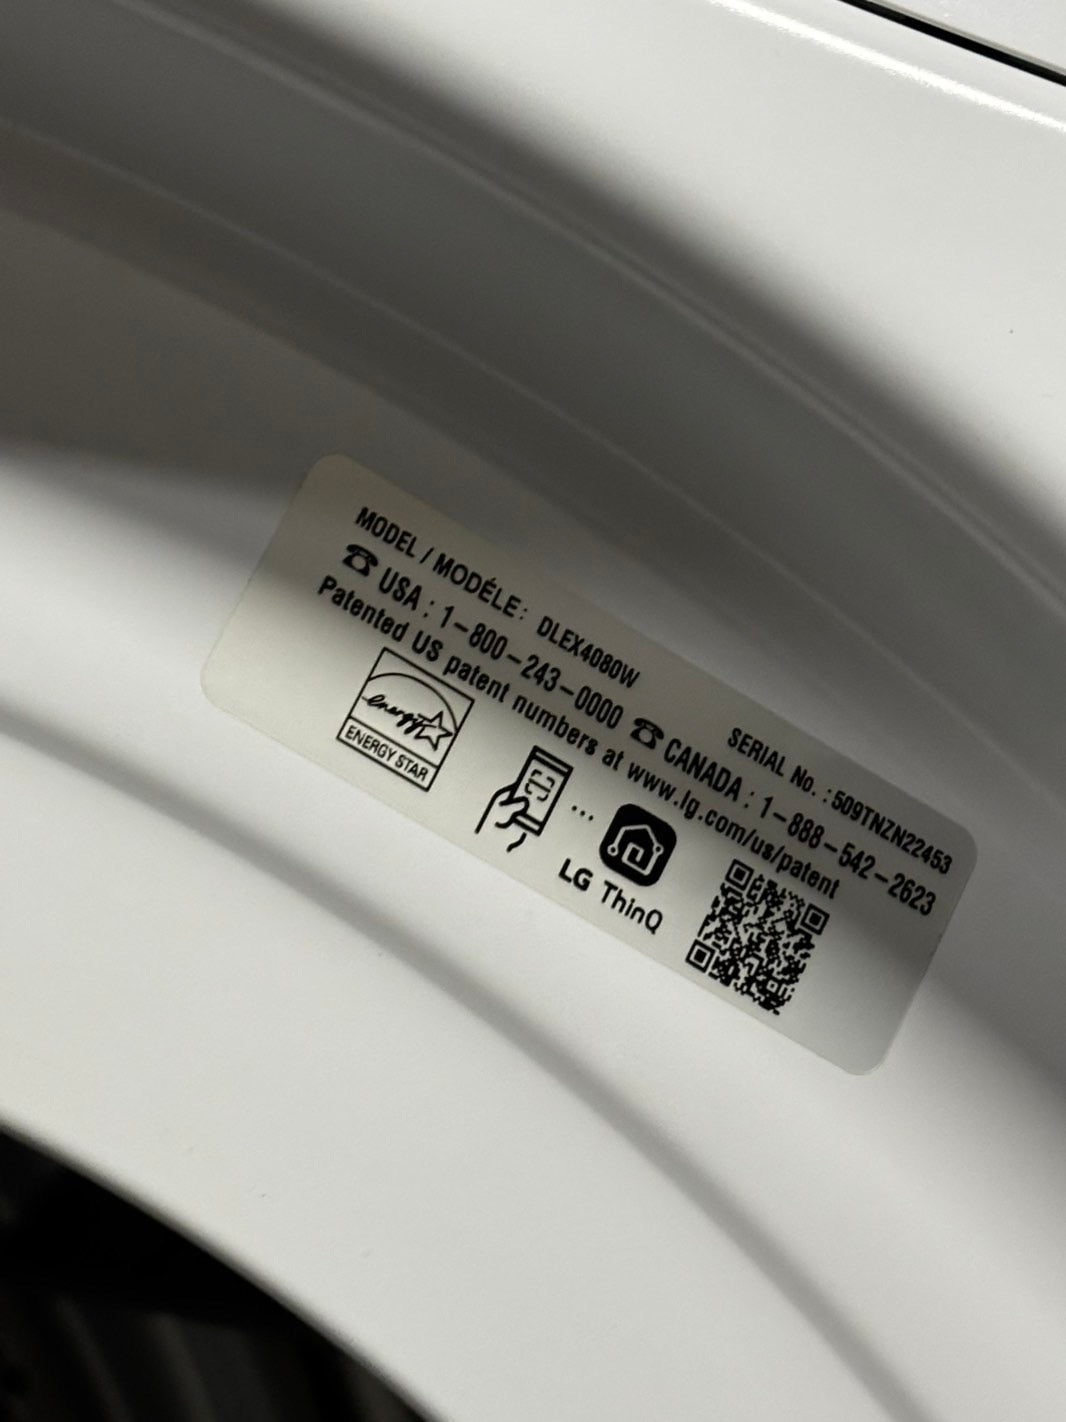 MODEL / MODÉLE: DLEX4080W SERIAL No. : 509TNZN22453
☎ USA : 1-800-243-0000 ☎ CANADA : 1-888-542-2623
Patented US patent numbers at www.lg.com/us/patent
energy
ENERGY STAR
LG ThinQ